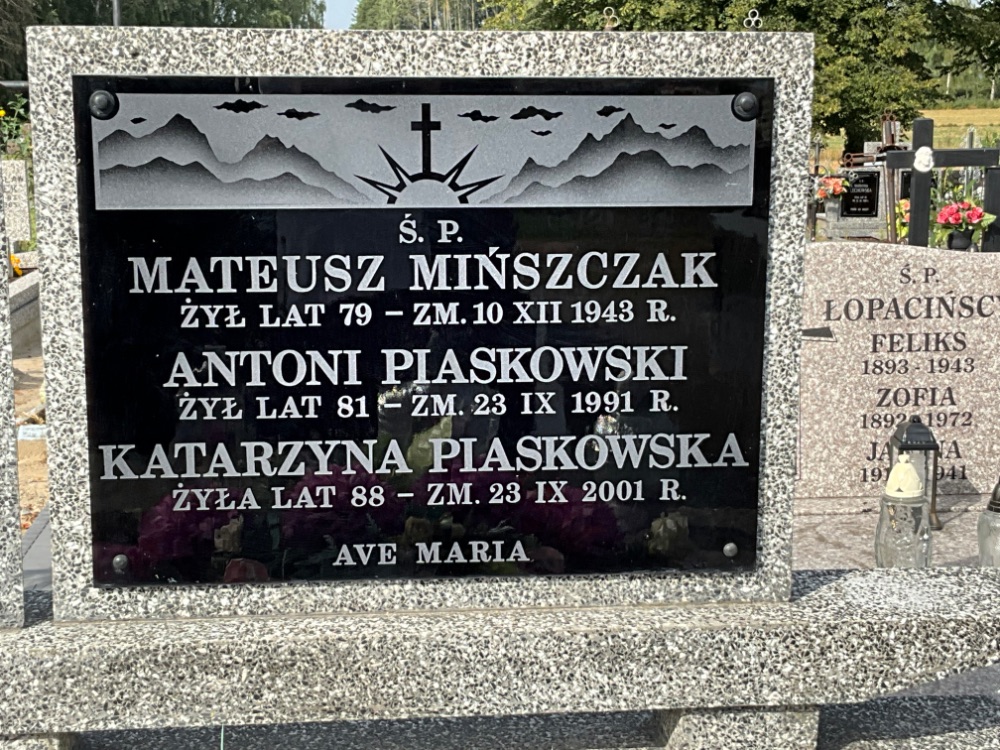 Ś. P.
MATEUSZ MIŃSZCZAK
ŻYŁ LAT 79 – ZM. 10 XII 1943 R.
ANTONI PIASKOWSKI
ŻYŁ LAT 81 – ZM. 23 IX 1991 R.
KATARZYNA PIASKOWSKA
ŻYŁA LAT 88 – ZM. 23 IX 2001 R.
AVE MARIA
Ś.P.
ŁOPACIŃSCY
FELIKS
1893 - 1943
ZOFIA
1972